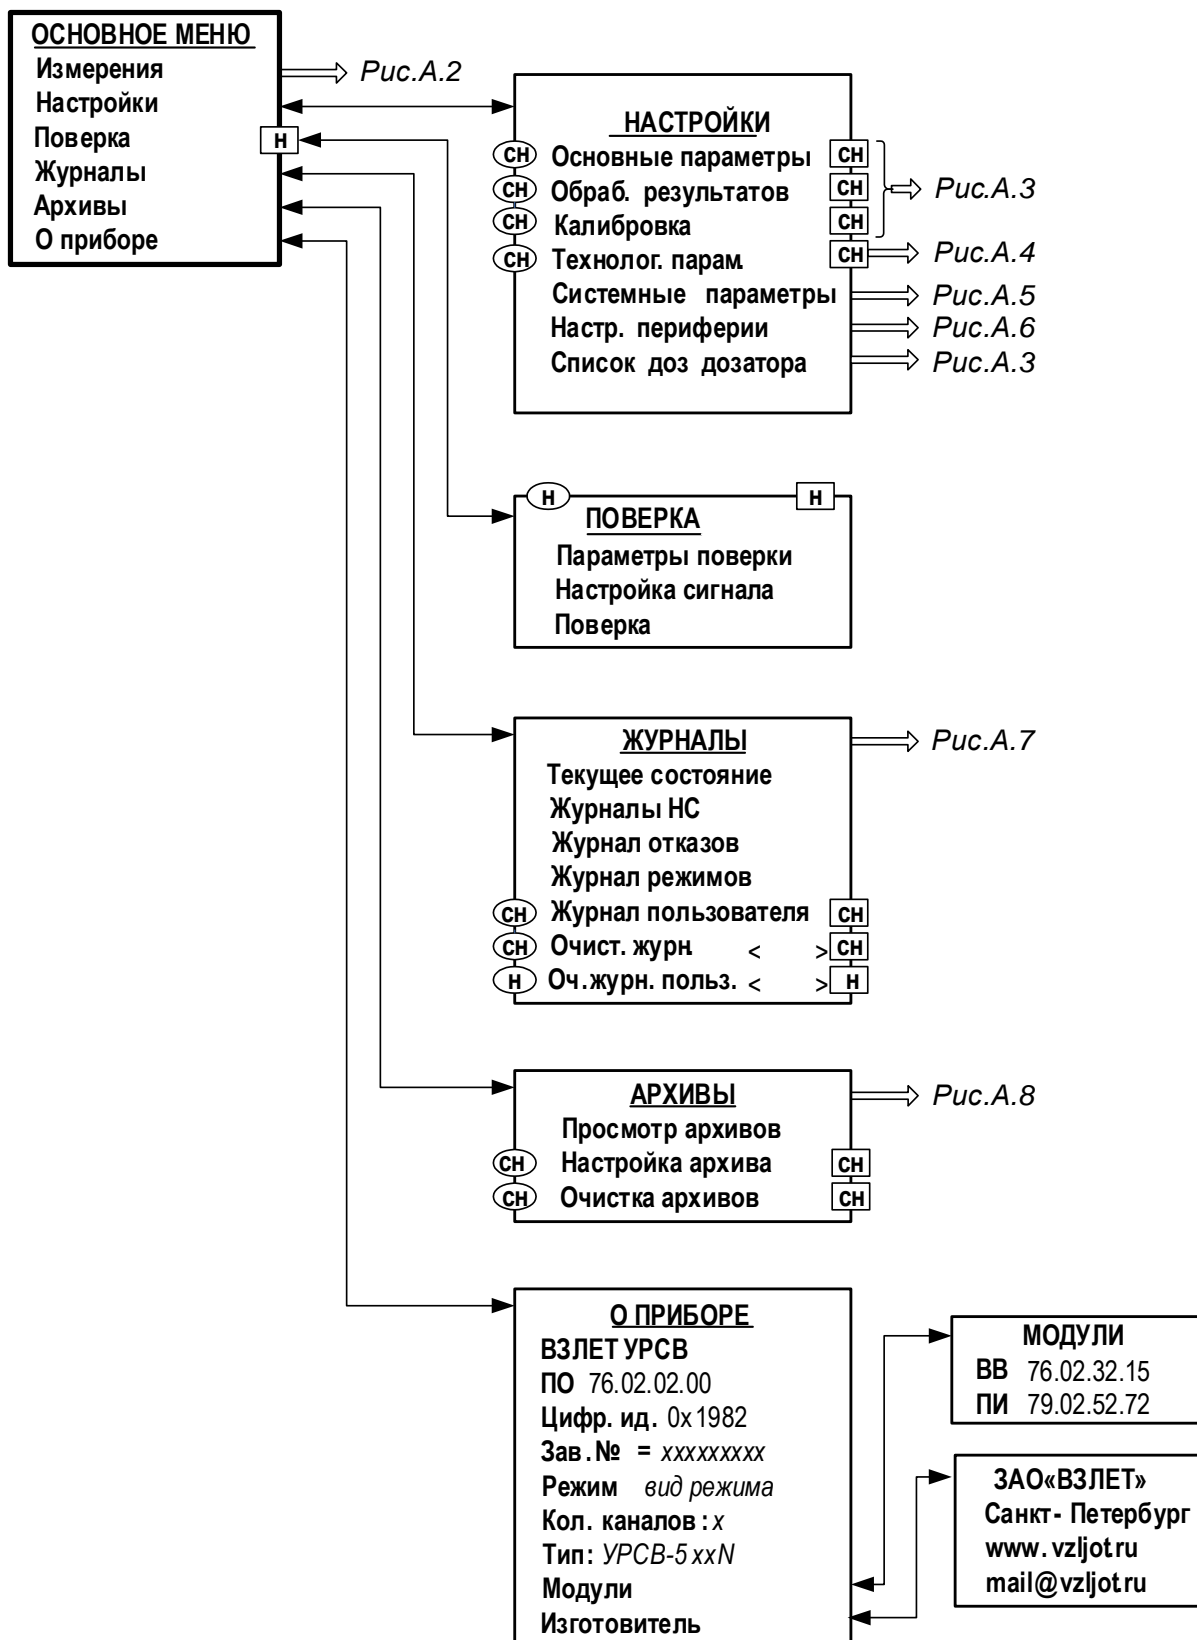 ОСНОВНОЕ МЕНЮ
Измерения
Рис.А.2
Настройки
Поверка Н
Журналы
Архивы
О приборе
НАСТРОЙКИ
СН Основные параметры СН
СН Обраб. результатов СН
Рис.А.3
СН Калибровка СН
СН Технолог. парам. СН Рис.А.4
Системные параметры Рис.А.5
Настр. периферии Рис.А.6
Список доз дозатора Рис.А.3
Н Н
ПОВЕРКА
Параметры поверки
Настройка сигнала
Поверка
ЖУРНАЛЫ Рис.А.7
Текущее состояние
Журналы НС
Журнал отказов
Журнал режимов
СН Журнал пользователя СН
СН Очист. журн. < > СН
Н Оч.журн. польз. < > Н
АРХИВЫ Рис.А.8
Просмотр архивов
СН Настройка архива СН
СН Очистка архивов СН
О ПРИБОРЕ
ВЗЛЕТ УРСВ
ПО 76.02.02.00
Цифр. ид. 0x1982
Зав.№ = xxxxxxxxx
Режим вид режима
Кол. каналов : x
Тип: УРСВ-5xxN
Модули
Изготовитель
МОДУЛИ
ВВ 76.02.32.15
ПИ 79.02.52.72
ЗАО«ВЗЛЕТ»
Санкт- Петербург
www.vzljot.ru
mail@vzljot.ru